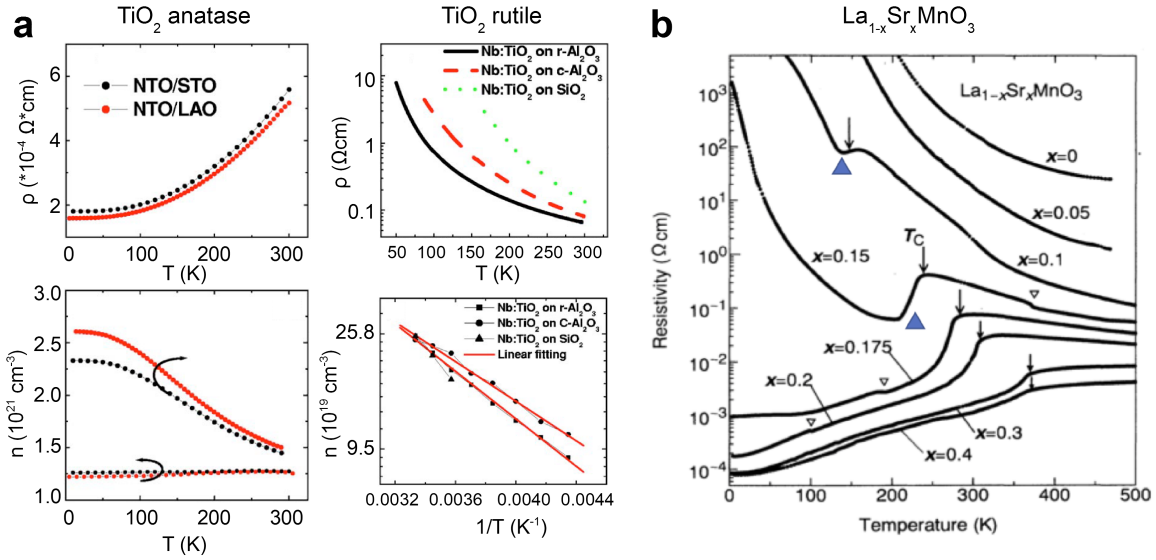 a
TiO2 anatase
TiO2 rutile
b
La1-xSrxMnO3
NTO/STO
NTO/LAO
6
4
2
ρ (*10⁻⁴ Ω*cm)
0
100
200
300
T (K)
Nb:TiO2 on r-Al2O3
Nb:TiO2 on c-Al2O3
Nb:TiO2 on SiO2
10
1
0.1
ρ (Ωcm)
50
100
150
200
250
300
T (K)
3.0
2.5
2.0
1.5
1.0
n (10²¹ cm⁻³)
0
100
200
300
T (K)
Nb:TiO2 on r-Al2O3
Nb:TiO2 on C-Al2O3
Nb:TiO2 on SiO2
Linear fitting
25.8
9.5
n (10¹⁹ cm⁻³)
0.0032
0.0036
0.0040
0.0044
1/T (K⁻¹)
La1−xSrxMnO3
10³
10²
10¹
10⁰
10⁻¹
10⁻²
10⁻³
10⁻⁴
Resistivity (Ω cm)
x=0
x=0.05
x=0.1
TC
x=0.15
x=0.175
x=0.2
x=0.3
x=0.4
0
100
200
300
400
500
Temperature (K)